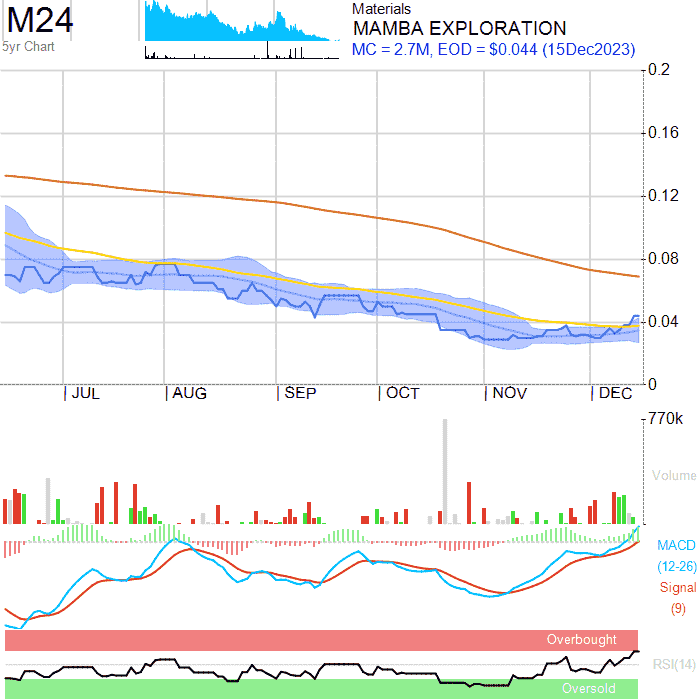 M24
5yr Chart
Materials
MAMBA EXPLORATION
MC = 2.7M, EOD = $0.044 (15Dec2023)
0.2
0.16
0.12
0.08
0.04
0
JUL AUG SEP OCT NOV DEC
770k
Volume
MACD
(12-26)
Signal
(9)
Overbought
RSI(14)
Oversold